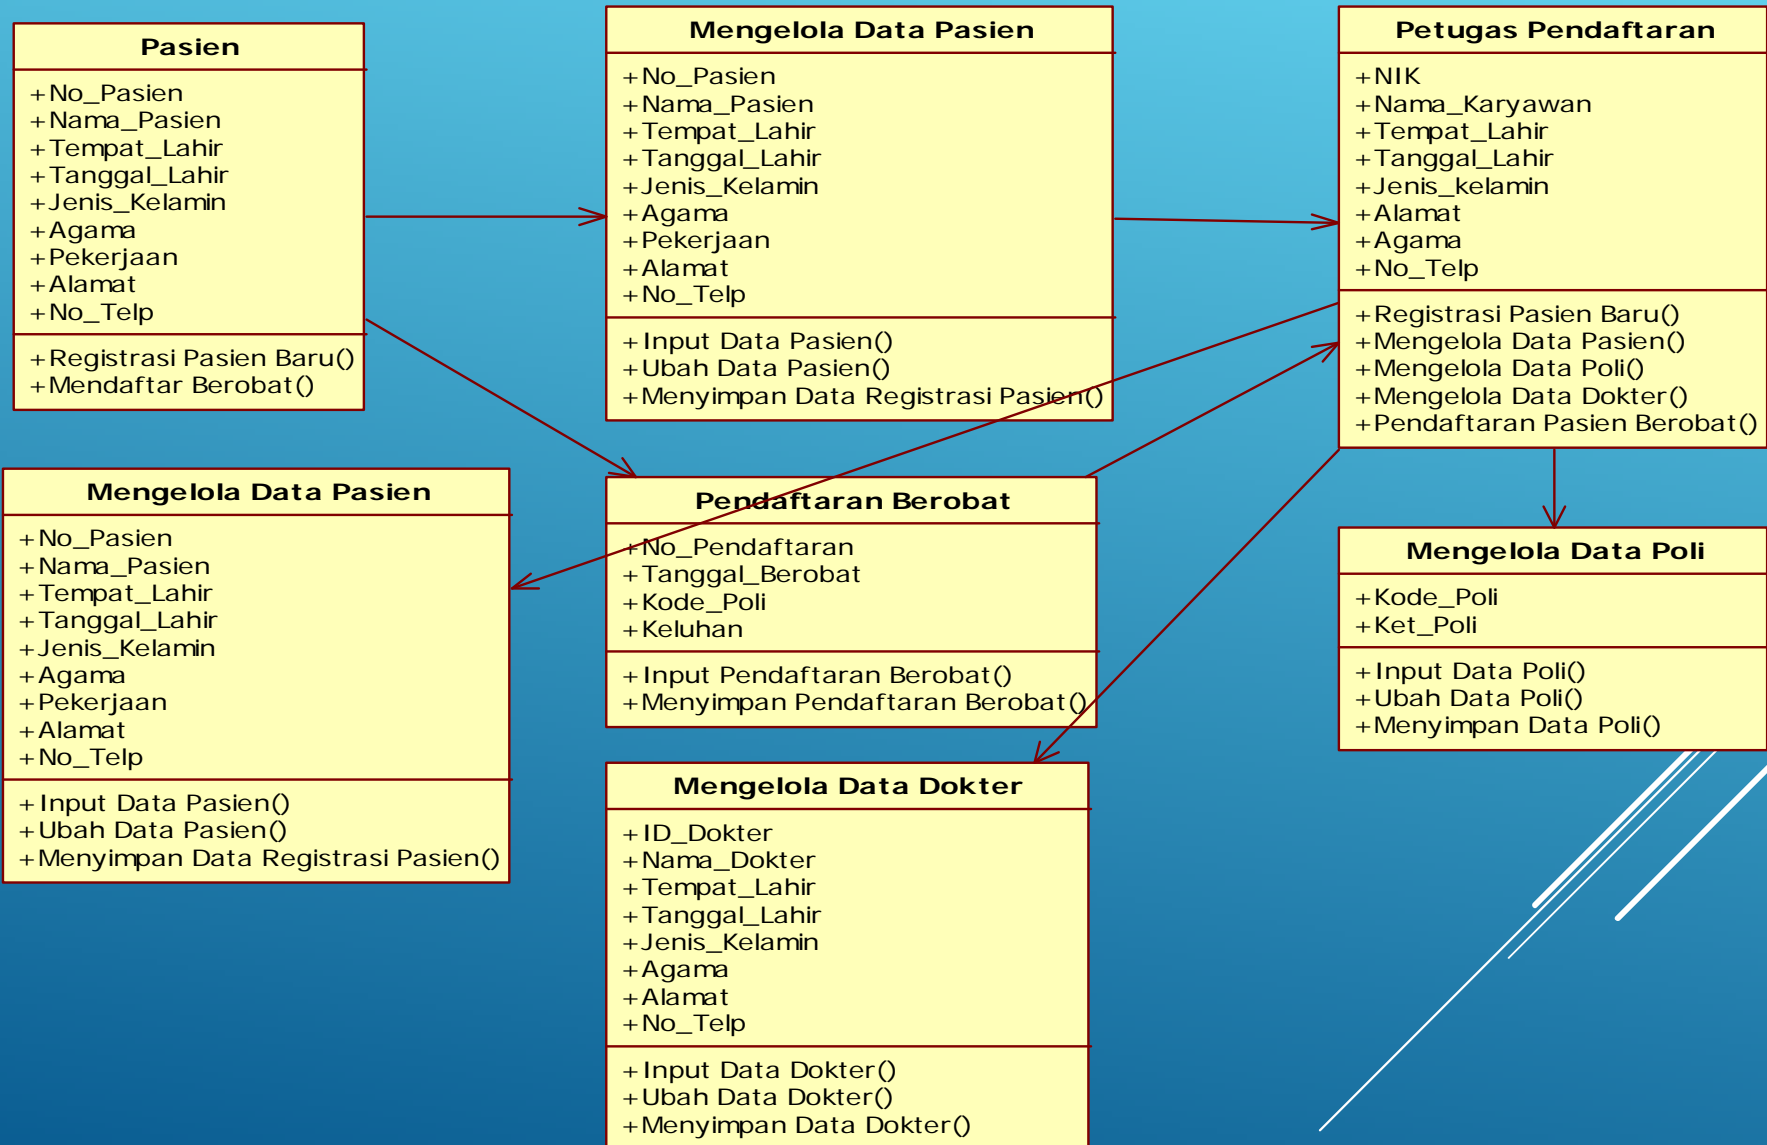 Pasien
+No_Pasien
+Nama_Pasien
+Tempat_Lahir
+Tanggal_Lahir
+Jenis_Kelamin
+Agama
+Pekerjaan
+Alamat
+No_Telp
+Registrasi Pasien Baru()
+Mendaftar Berobat()
Mengelola Data Pasien
+No_Pasien
+Nama_Pasien
+Tempat_Lahir
+Tanggal_Lahir
+Jenis_Kelamin
+Agama
+Pekerjaan
+Alamat
+No_Telp
+Input Data Pasien()
+Ubah Data Pasien()
+Menyimpan Data Registrasi Pasien()
Petugas Pendaftaran
+NIK
+Nama_Karyawan
+Tempat_Lahir
+Tanggal_Lahir
+Jenis_kelamin
+Alamat
+Agama
+No_Telp
+Registrasi Pasien Baru()
+Mengelola Data Pasien()
+Mengelola Data Poli()
+Mengelola Data Dokter()
+Pendaftaran Pasien Berobat()
Mengelola Data Pasien
+No_Pasien
+Nama_Pasien
+Tempat_Lahir
+Tanggal_Lahir
+Jenis_Kelamin
+Agama
+Pekerjaan
+Alamat
+No_Telp
+Input Data Pasien()
+Ubah Data Pasien()
+Menyimpan Data Registrasi Pasien()
Pendaftaran Berobat
+No_Pendaftaran
+Tanggal_Berobat
+Kode_Poli
+Keluhan
+Input Pendaftaran Berobat()
+Menyimpan Pendaftaran Berobat()
Mengelola Data Poli
+Kode_Poli
+Ket_Poli
+Input Data Poli()
+Ubah Data Poli()
+Menyimpan Data Poli()
Mengelola Data Dokter
+ID_Dokter
+Nama_Dokter
+Tempat_Lahir
+Tanggal_Lahir
+Jenis_Kelamin
+Agama
+Alamat
+No_Telp
+Input Data Dokter()
+Ubah Data Dokter()
+Menyimpan Data Dokter()